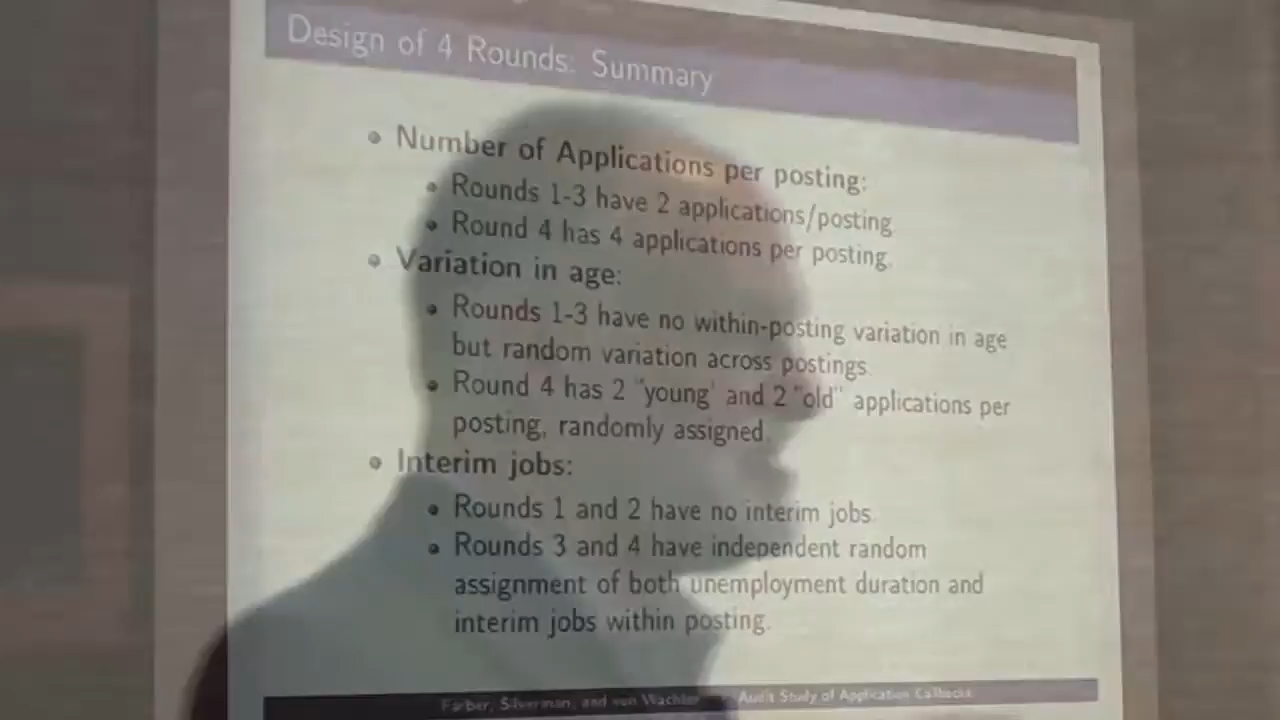 Design of 4 Rounds: Summary
Number of Applications per posting:
Rounds 1-3 have 2 applications/posting.
Round 4 has 4 applications per posting.
Variation in age:
Rounds 1-3 have no within-posting variation in age
but random variation across postings.
Round 4 has 2 "young' and 2 "old" applications per
posting, randomly assigned.
Interim jobs:
Rounds 1 and 2 have no interim jobs.
Rounds 3 and 4 have independent random
assignment of both unemployment duration and
interim jobs within posting.
Farber, Silverman, and von Wachter Audit Study of Application Callbacks